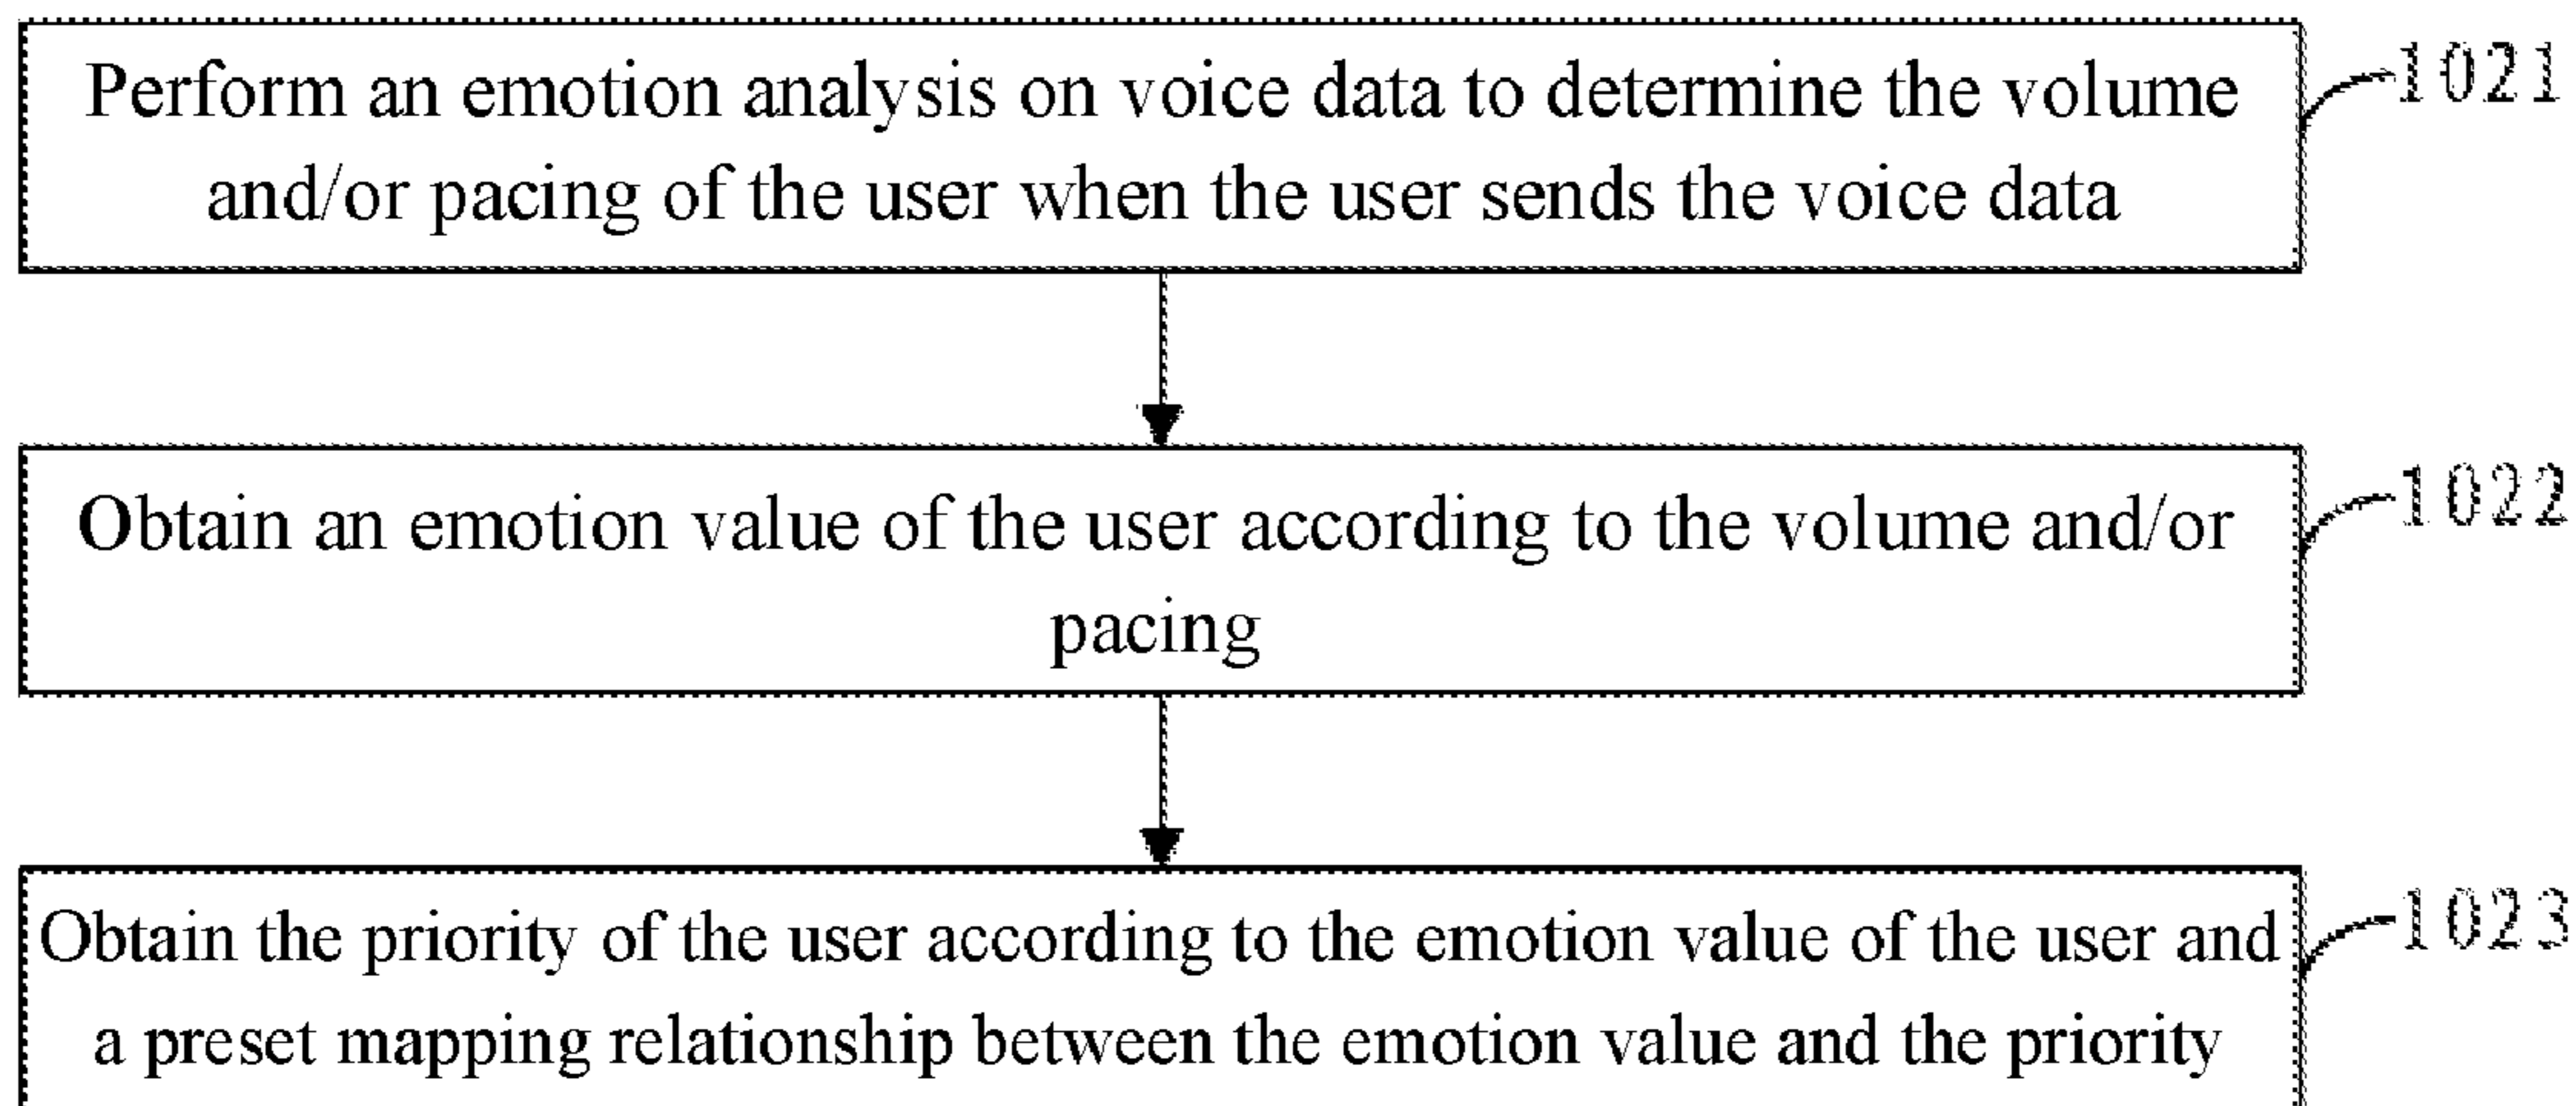 Perform an emotion analysis on voice data to determine the volume
1021
and/or pacing of the user when the user sends the voice data
Obtain an emotion value of the user according to the volume and/or
1022
pacing
Obtain the priority of the user according to the emotion value of the user and
1023
a preset mapping relationship between the emotion value and the priority